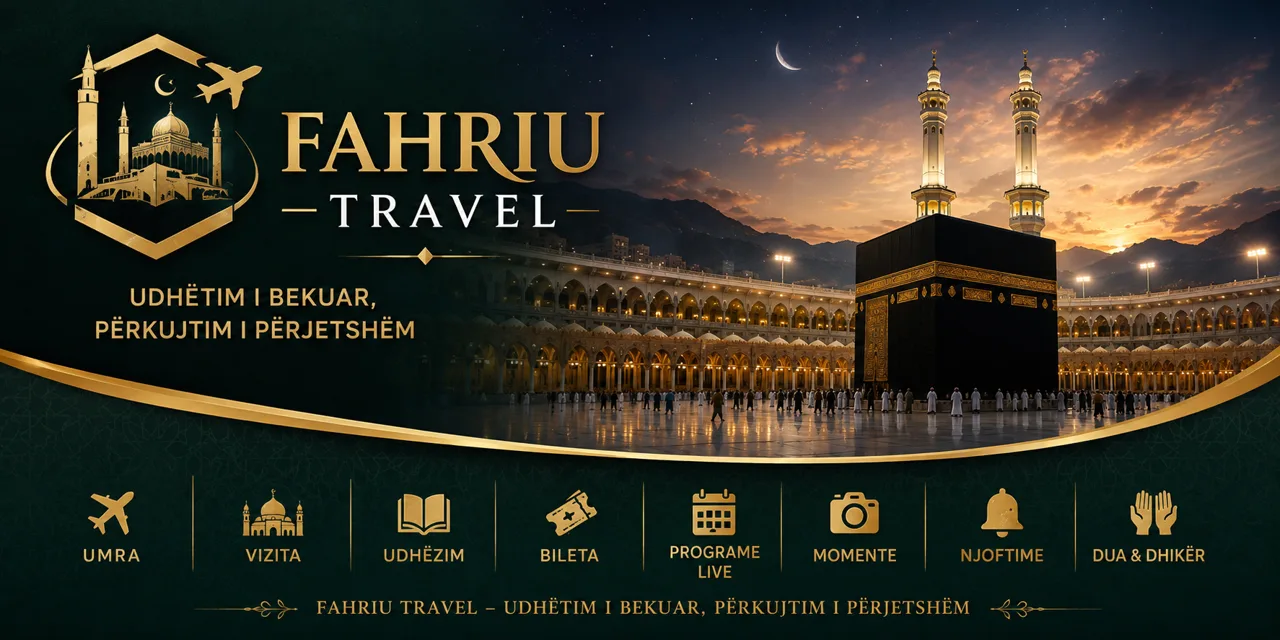 FAHRIU
TRAVEL
UDHËTIM I BEKUAR,
PËRKUJTIM I PËRJETSHËM
UMRA
VIZITA
UDHËZIM
BILETA
PROGRAME
LIVE
MOMENTE
NJOFTIME
DUA & DHIKËR
FAHRIU TRAVEL – UDHËTIM I BEKUAR, PËRKUJTIM I PËRJETSHËM